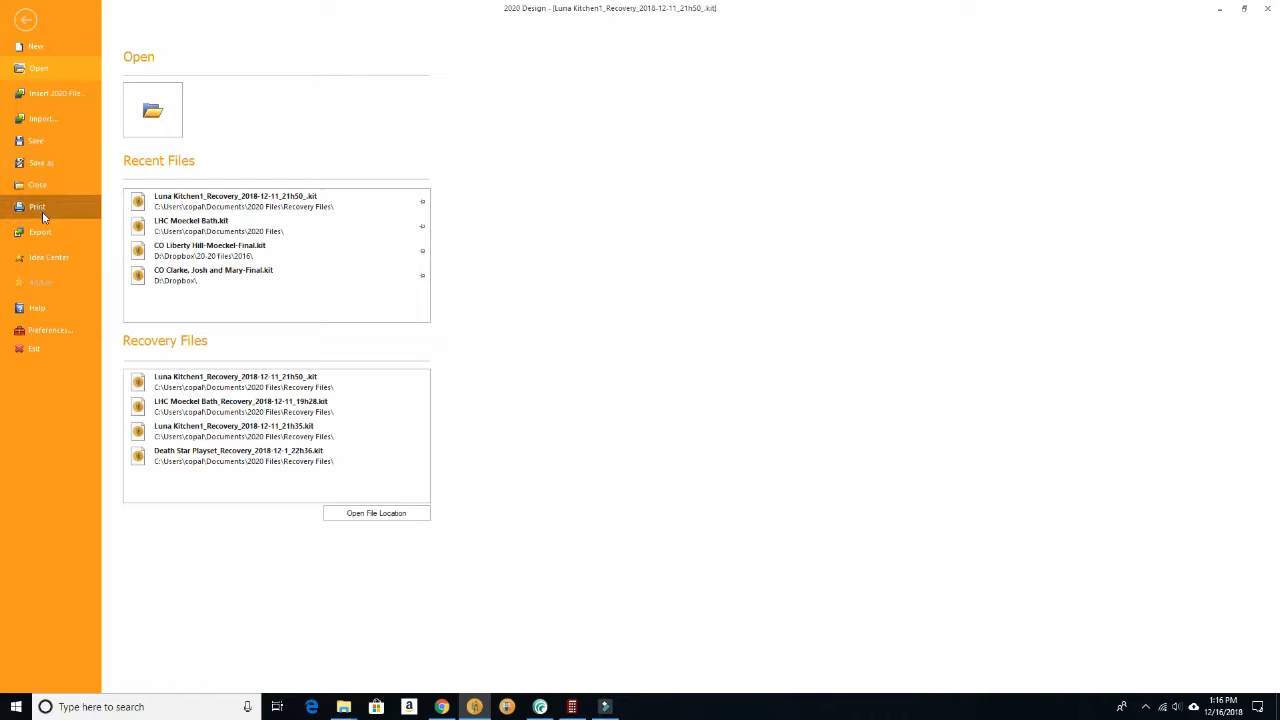 2020 Design - [Luna Kitchen1_Recovery_2018-12-11_21h50_.kit]
New
Open
Insert 2020 File...
Import...
Save
Save as
Close
Print
Export
Idea Center
Help
Preferences...
Exit
Open
Recent Files
Luna Kitchen1_Recovery_2018-12-11_21h50_.kit
C:\Users\copal\Documents\2020 Files\Recovery Files\
LHC Moeckel Bath.kit
C:\Users\copal\Documents\2020 Files\
CO Liberty Hill-Moeckel-Final.kit
D:\Dropbox\20-20 files\2016\
CO Clarke, Josh and Mary-Final.kit
D:\Dropbox\
Recovery Files
Luna Kitchen1_Recovery_2018-12-11_21h50_.kit
C:\Users\copal\Documents\2020 Files\Recovery Files\
LHC Moeckel Bath_Recovery_2018-12-11_19h28.kit
C:\Users\copal\Documents\2020 Files\Recovery Files\
Luna Kitchen1_Recovery_2018-12-11_21h35.kit
C:\Users\copal\Documents\2020 Files\Recovery Files\
Death Star Playset_Recovery_2018-12-1_22h36.kit
C:\Users\copal\Documents\2020 Files\Recovery Files\
Open File Location
Type here to search
1:16 PM
12/16/2018